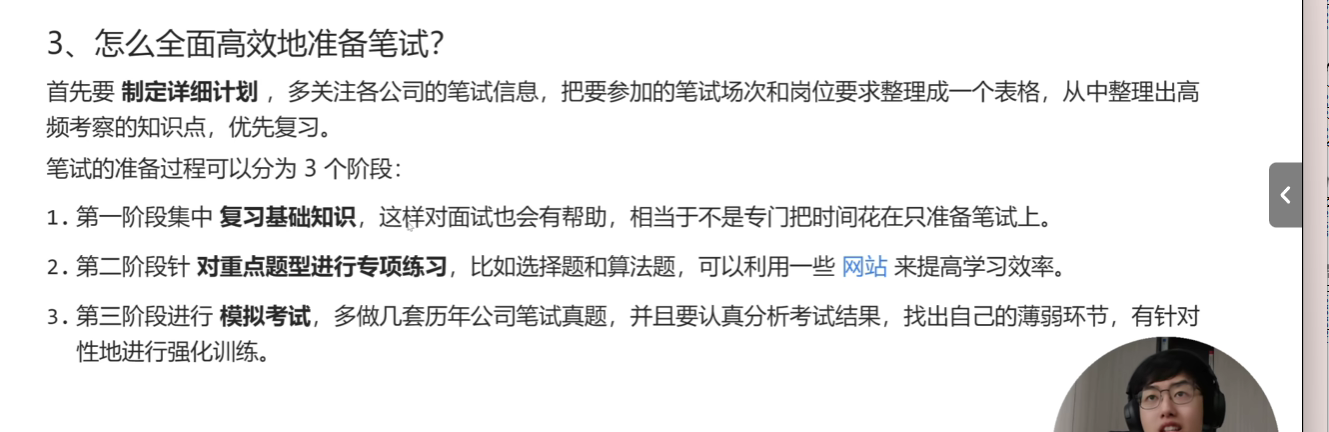 3、怎么全面高效地准备笔试？
首先要 制定详细计划 ，多关注各公司的笔试信息，把要参加的笔试场次和岗位要求整理成一个表格，从中整理出高
频考察的知识点，优先复习。
笔试的准备过程可以分为 3 个阶段：
1. 第一阶段集中 复习基础知识，这样对面试也会有帮助，相当于不是专门把时间花在只准备笔试上。
2. 第二阶段针 对重点题型进行专项练习，比如选择题和算法题，可以利用一些 网站 来提高学习效率。
3. 第三阶段进行 模拟考试，多做几套历年公司笔试真题，并且要认真分析考试结果，找出自己的薄弱环节，有针对
性地进行强化训练。